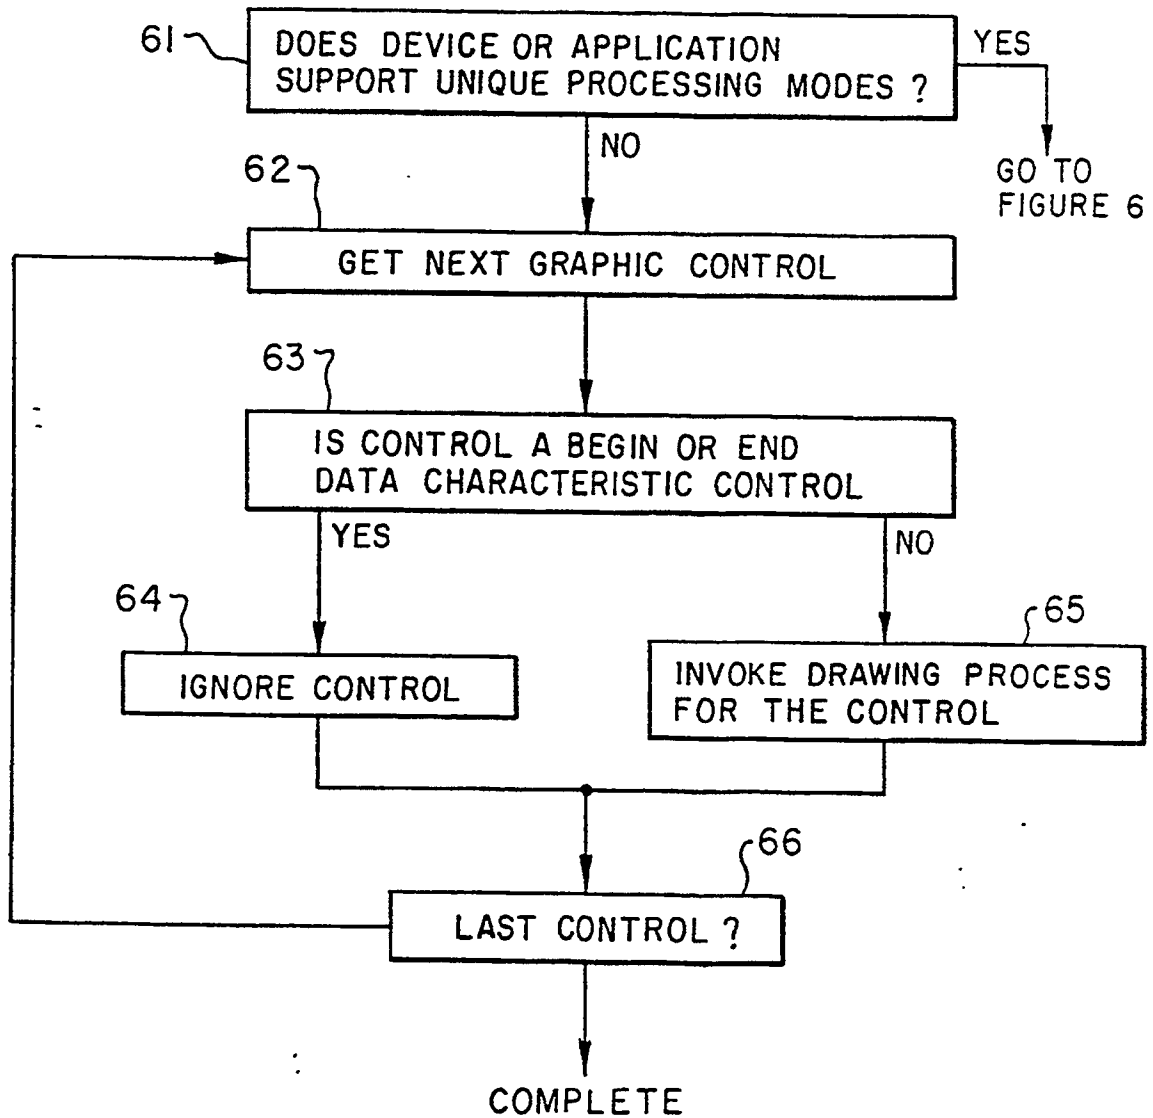 61
DOES DEVICE OR APPLICATION
SUPPORT UNIQUE PROCESSING MODES ?
YES
NO
GO TO
FIGURE 6
62
GET NEXT GRAPHIC CONTROL
63
IS CONTROL A BEGIN OR END
DATA CHARACTERISTIC CONTROL
YES
NO
64
IGNORE CONTROL
65
INVOKE DRAWING PROCESS
FOR THE CONTROL
66
LAST CONTROL ?
COMPLETE